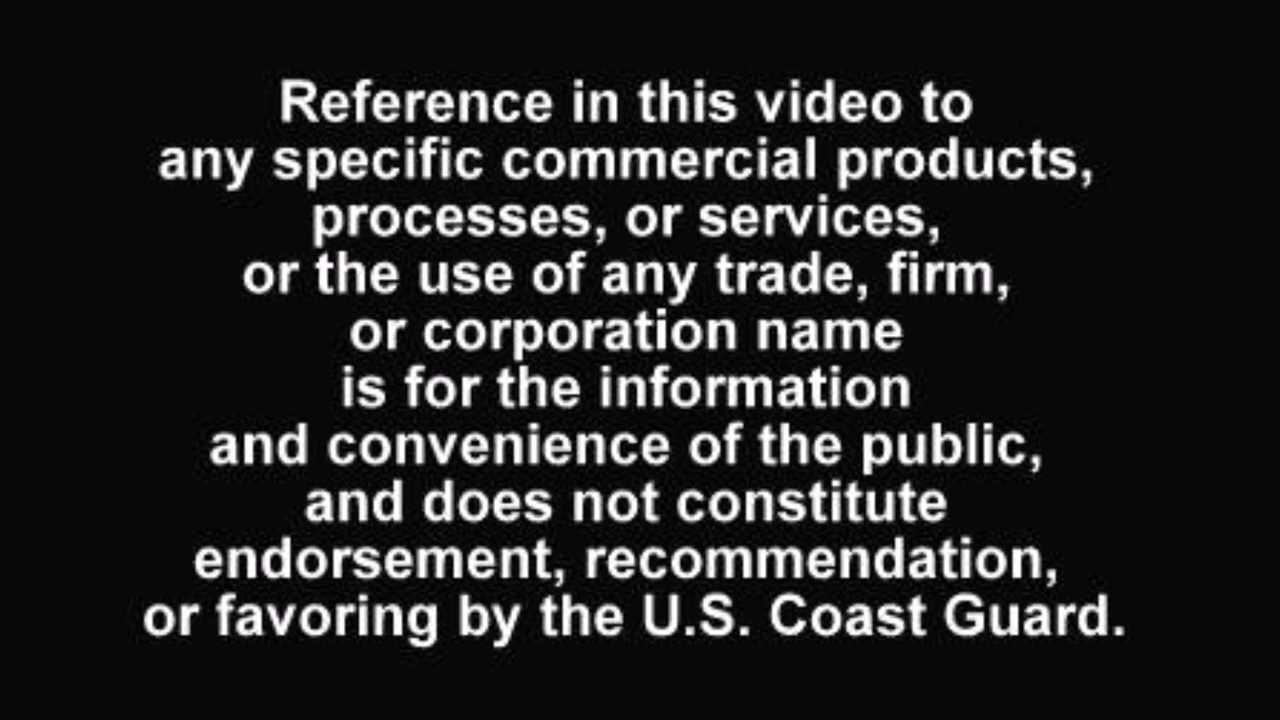 Reference in this video to
any specific commercial products,
processes, or services,
or the use of any trade, firm,
or corporation name
is for the information
and convenience of the public,
and does not constitute
endorsement, recommendation,
or favoring by the U.S. Coast Guard.